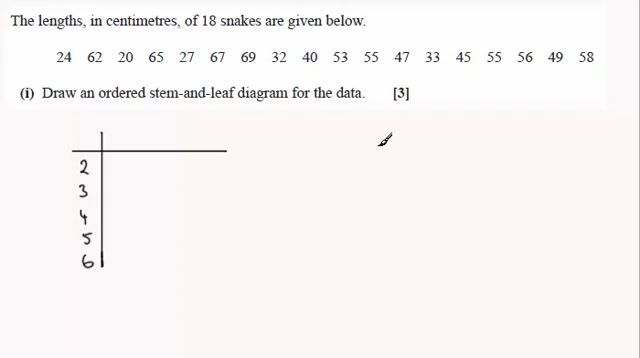 The lengths, in centimetres, of 18 snakes are given below.
24 62 20 65 27 67 69 32 40 53 55 47 33 45 55 56 49 58
(i) Draw an ordered stem-and-leaf diagram for the data. [3]
2
3
4
5
6